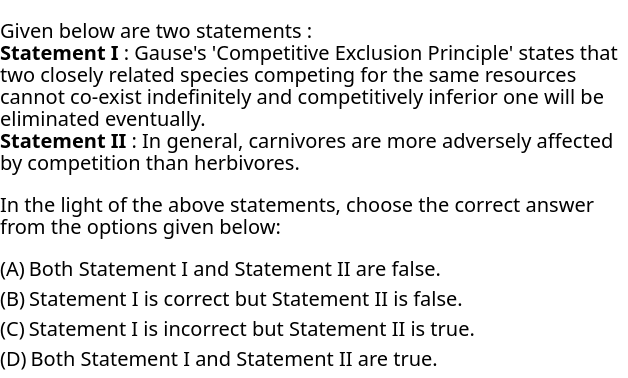 Given below are two statements :
Statement I : Gause's 'Competitive Exclusion Principle' states that
two closely related species competing for the same resources
cannot co-exist indefinitely and competitively inferior one will be
eliminated eventually.
Statement II : In general, carnivores are more adversely affected
by competition than herbivores.
In the light of the above statements, choose the correct answer
from the options given below:
(A) Both Statement I and Statement II are false.
(B) Statement I is correct but Statement II is false.
(C) Statement I is incorrect but Statement II is true.
(D) Both Statement I and Statement II are true.